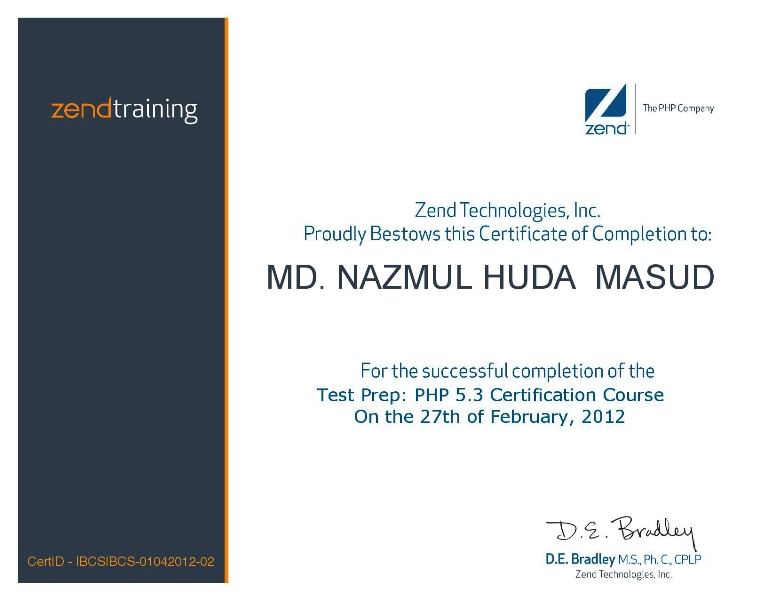 zendtraining
zend
The PHP Company
Zend Technologies, Inc.
Proudly Bestows this Certificate of Completion to:
MD. NAZMUL HUDA  MASUD
For the successful completion of the
Test Prep: PHP 5.3 Certification Course
On the 27th of February, 2012
D.E. Bradley
D.E. Bradley M.S., Ph. C., CPLP
Zend Technologies, Inc.
CertID - IBCSIBCS-01042012-02